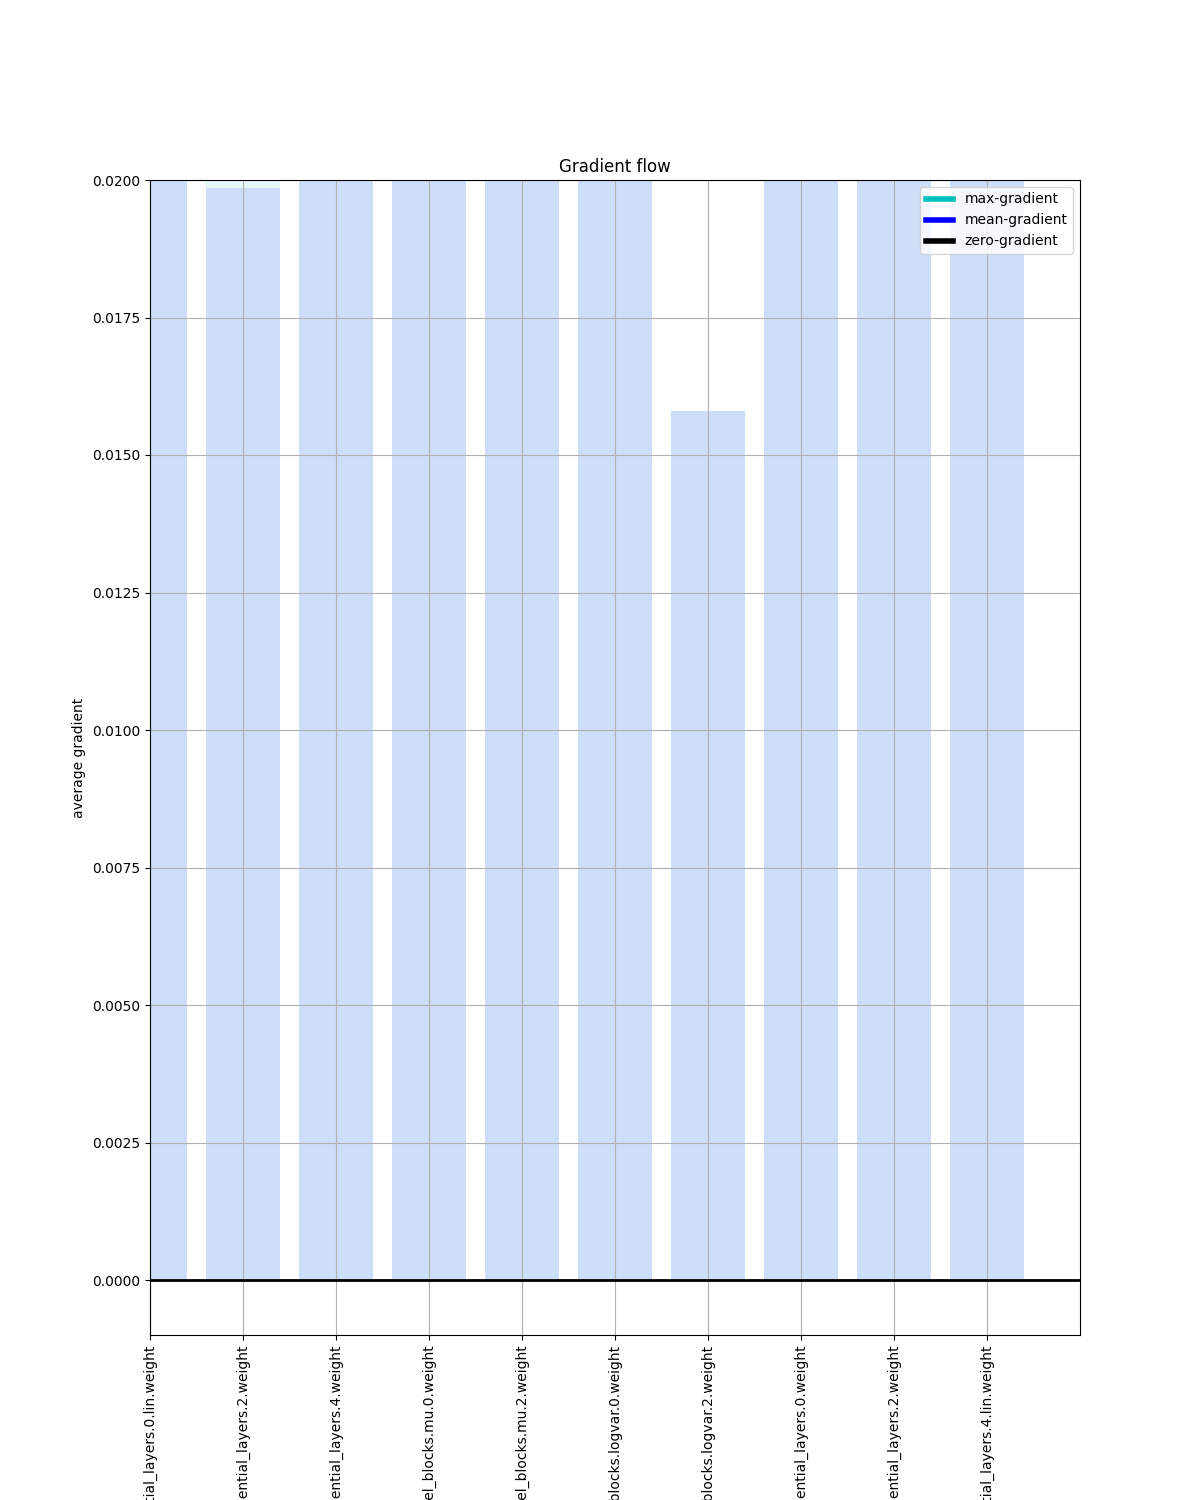 Gradient flow
max-gradient
mean-gradient
zero-gradient
0.0200
0.0175
0.0150
0.0125
0.0100
0.0075
0.0050
0.0025
0.0000
average gradient
tial_layers.0.lin.weight
ential_layers.2.weight
ential_layers.4.weight
el_blocks.mu.0.weight
el_blocks.mu.2.weight
blocks.logvar.0.weight
blocks.logvar.2.weight
ential_layers.0.weight
ential_layers.2.weight
tial_layers.4.lin.weight